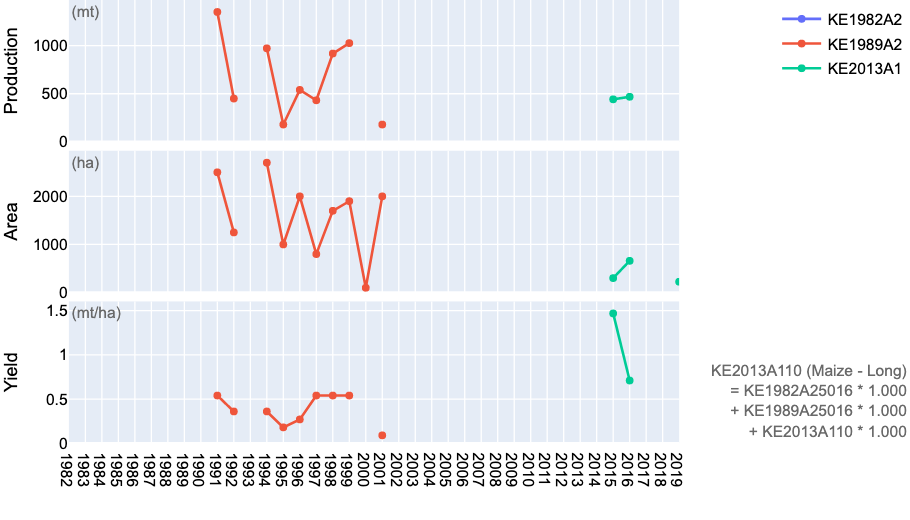 Production
(mt)
1000
500
0
KE1982A2
KE1989A2
KE2013A1
Area
(ha)
2000
1000
0
Yield
(mt/ha)
1.5
1
0.5
0
1982 1983 1984 1985 1986 1987 1988 1989 1990 1991 1992 1993 1994 1995 1996 1997 1998 1999 2000 2001 2002 2003 2004 2005 2006 2007 2008 2009 2010 2011 2012 2013 2014 2015 2016 2017 2018 2019
KE2013A110 (Maize - Long)
= KE1982A25016 * 1.000
+ KE1989A25016 * 1.000
+ KE2013A110 * 1.000